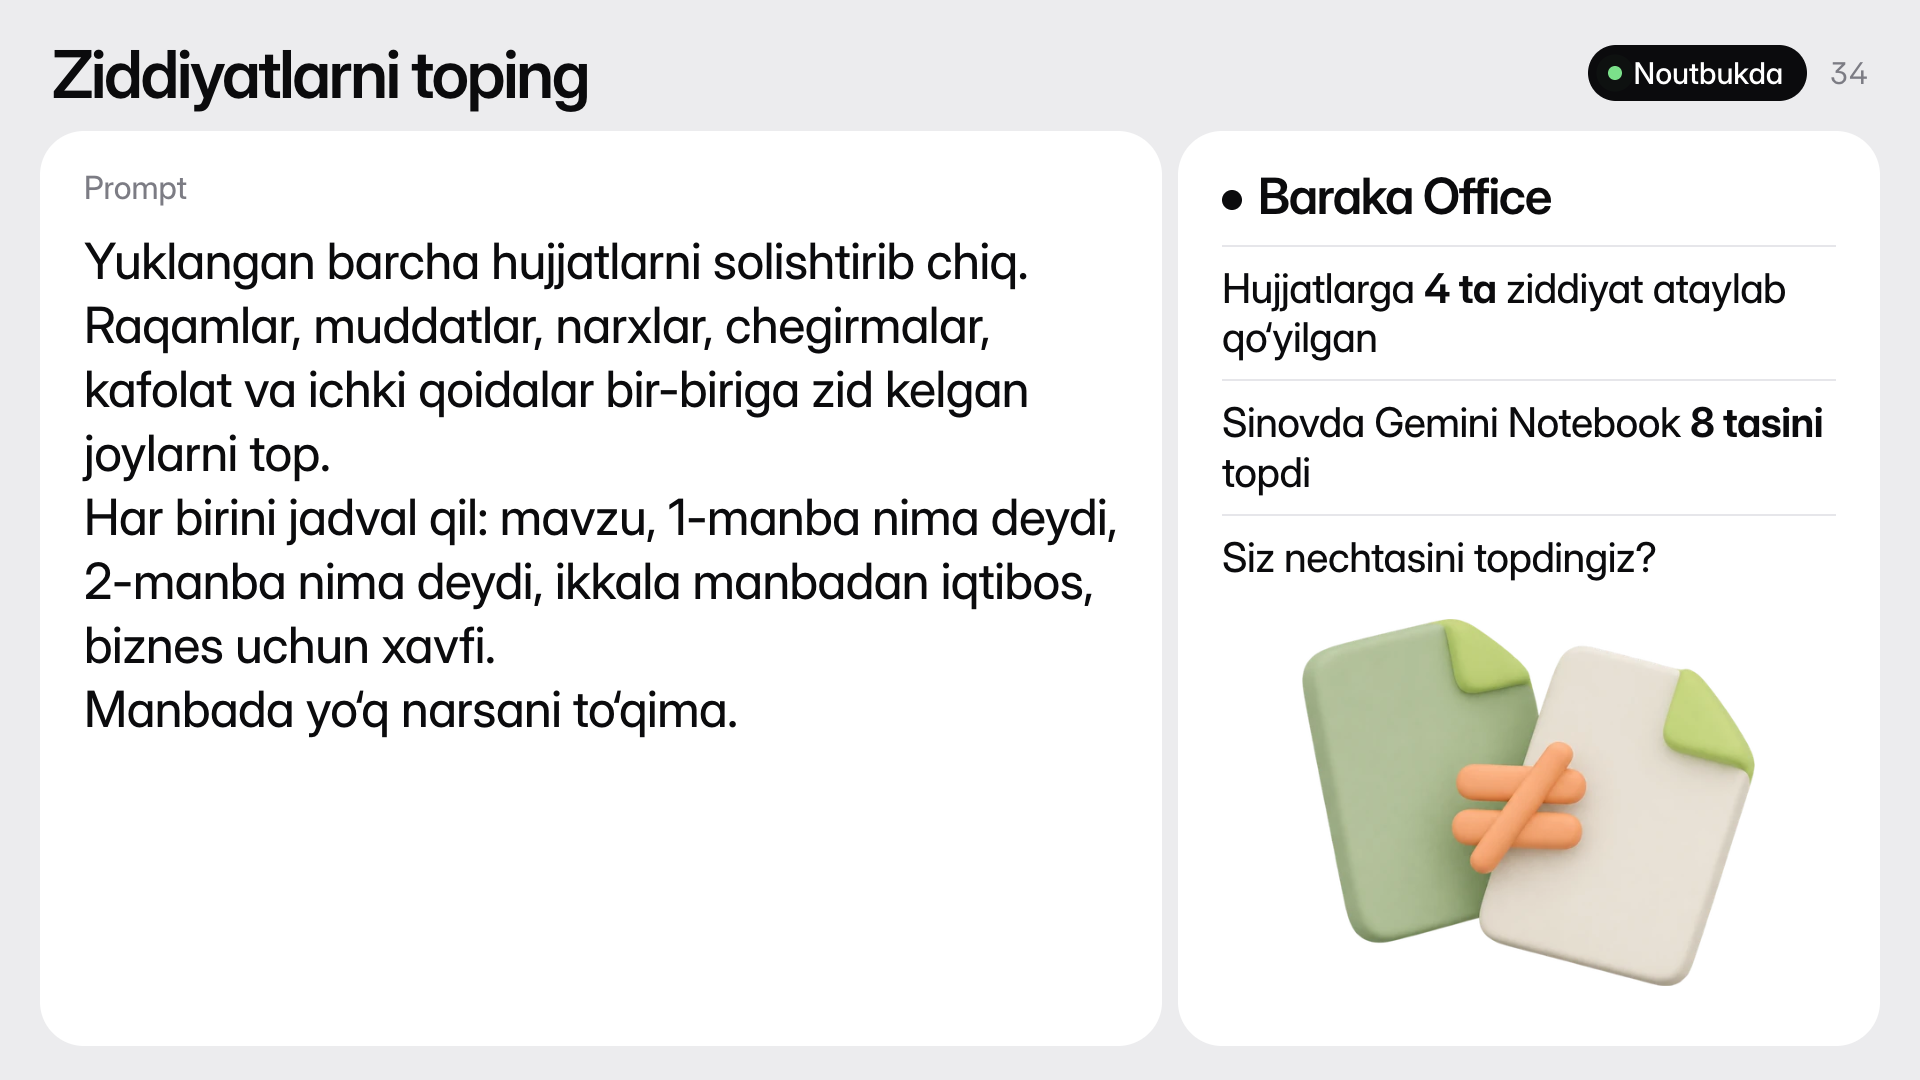 Ziddiyatlarni toping
Noutbukda
34
Prompt
Yuklangan barcha hujjatlarni solishtirib chiq.
Raqamlar, muddatlar, narxlar, chegirmalar,
kafolat va ichki qoidalar bir-biriga zid kelgan
joylarni top.
Har birini jadval qil: mavzu, 1-manba nima deydi,
2-manba nima deydi, ikkala manbadan iqtibos,
biznes uchun xavfi.
Manbada yo‘q narsani to‘qima.
Baraka Office
Hujjatlarga 4 ta ziddiyat ataylab
qo‘yilgan
Sinovda Gemini Notebook 8 tasini
topdi
Siz nechtasini topdingiz?